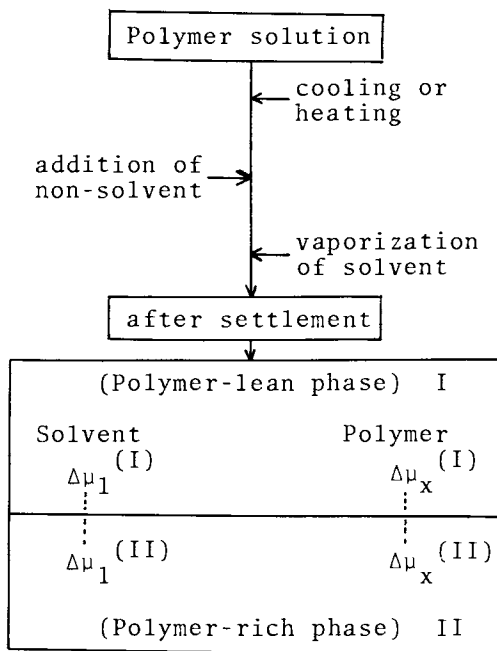 Polymer solution
cooling or
heating
addition of
non-solvent
vaporization
of solvent
after settlement
(Polymer-lean phase) I
Solvent Polymer
Δμ1(I) Δμx(I)
Δμ1(II) Δμx(II)
(Polymer-rich phase) II